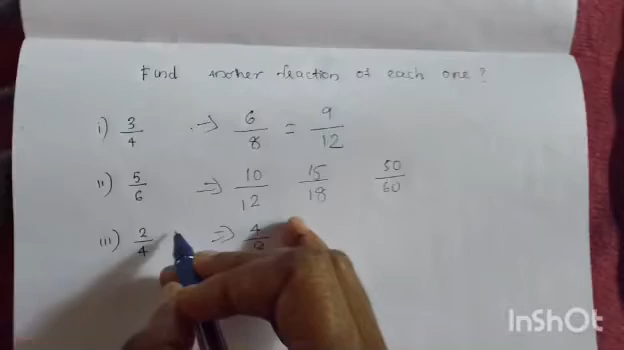 Find another fraction of each one?
i) 3/4 → 6/8 = 9/12
ii) 5/6 ⇒ 10/12 15/18 50/60
iii) 2/4 ⇒ 4/
InShOt